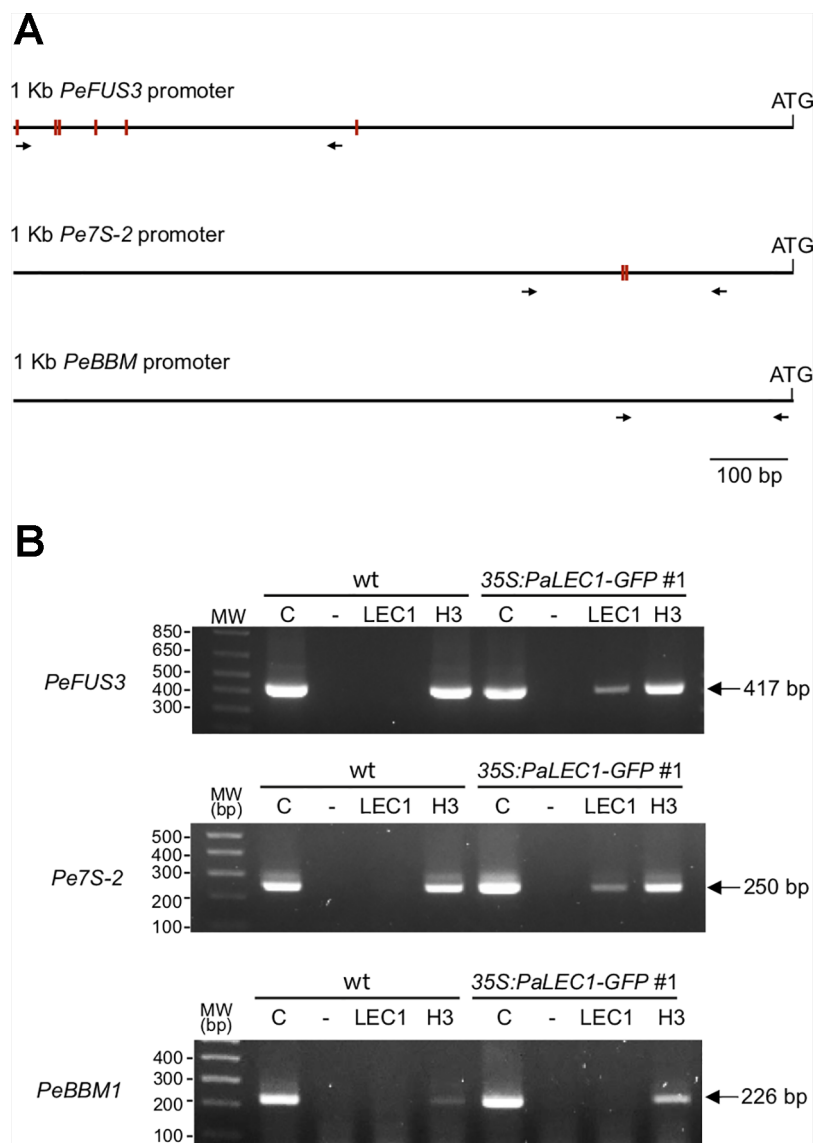 A
1 Kb PeFUS3 promoter
ATG
1 Kb Pe7S-2 promoter
ATG
1 Kb PeBBM promoter
ATG
100 bp
B
wt 35S:PaLEC1-GFP #1
MW C - LEC1 H3 C - LEC1 H3
850-
650-
500-
400-
300-
PeFUS3
417 bp
wt 35S:PaLEC1-GFP #1
MW (bp) C - LEC1 H3 C - LEC1 H3
500-
400-
300-
200-
100-
Pe7S-2
250 bp
wt 35S:PaLEC1-GFP #1
MW (bp) C - LEC1 H3 C - LEC1 H3
400-
300-
200-
100-
PeBBM1
226 bp